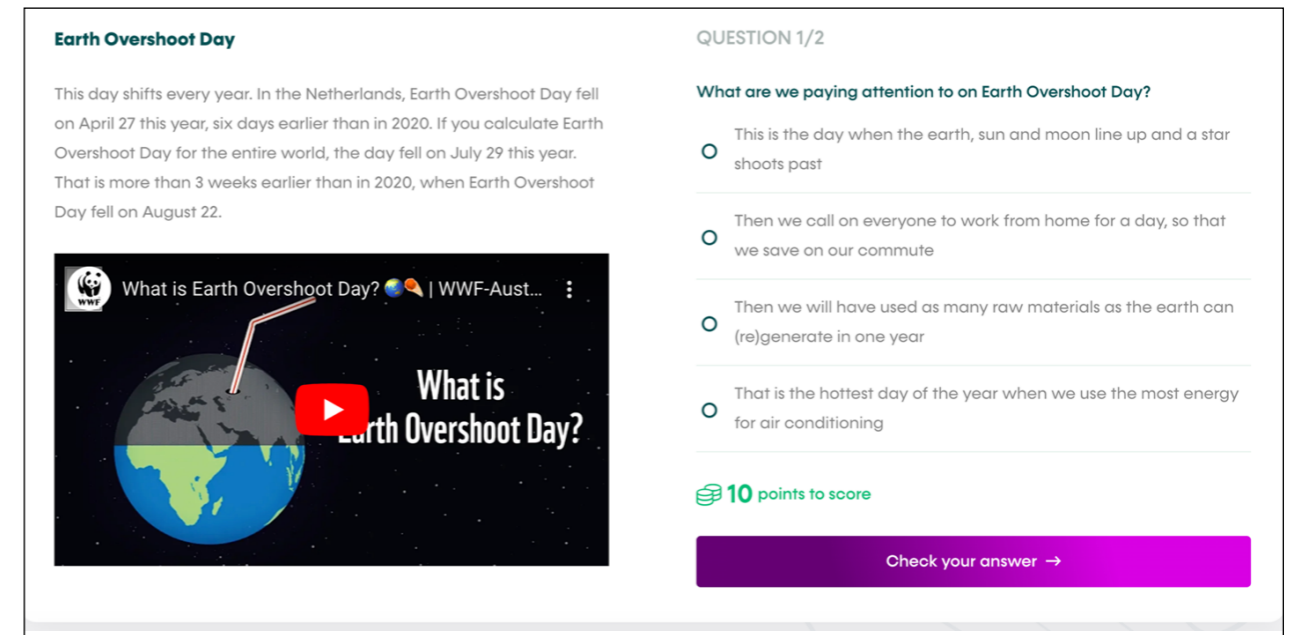 Earth Overshoot Day
This day shifts every year. In the Netherlands, Earth Overshoot Day fell
on April 27 this year, six days earlier than in 2020. If you calculate Earth
Overshoot Day for the entire world, the day fell on July 29 this year.
That is more than 3 weeks earlier than in 2020, when Earth Overshoot
Day fell on August 22.
WWF
What is Earth Overshoot Day? 🌏☄️ | WWF-Aust...
What is
Earth Overshoot Day?
QUESTION 1/2
What are we paying attention to on Earth Overshoot Day?
This is the day when the earth, sun and moon line up and a star
shoots past
Then we call on everyone to work from home for a day, so that
we save on our commute
Then we will have used as many raw materials as the earth can
(re)generate in one year
That is the hottest day of the year when we use the most energy
for air conditioning
10 points to score
Check your answer →